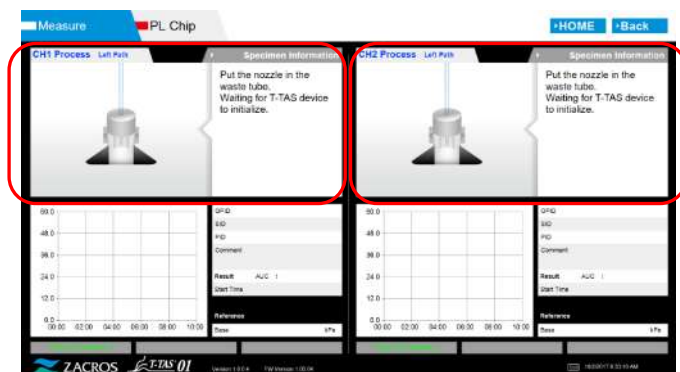 Measure
PL Chip
HOME
Back
CH1 Process Left Path
Specimen Information
Put the nozzle in the
waste tube.
Waiting for T-TAS device
to initialize.
CH2 Process Left Path
Specimen Information
Put the nozzle in the
waste tube.
Waiting for T-TAS device
to initialize.
60.0
48.0
36.0
24.0
12.0
0.0
00:00 02:00 04:00 06:00 08:00 10:00
OPID
SID
PID
Comment
Result AUC :
Start Time
Reference
Base kPa
60.0
48.0
36.0
24.0
12.0
0.0
00:00 02:00 04:00 06:00 08:00 10:00
OPID
SID
PID
Comment
Result AUC :
Start Time
Reference
Base kPa
ZACROS T-TAS 01